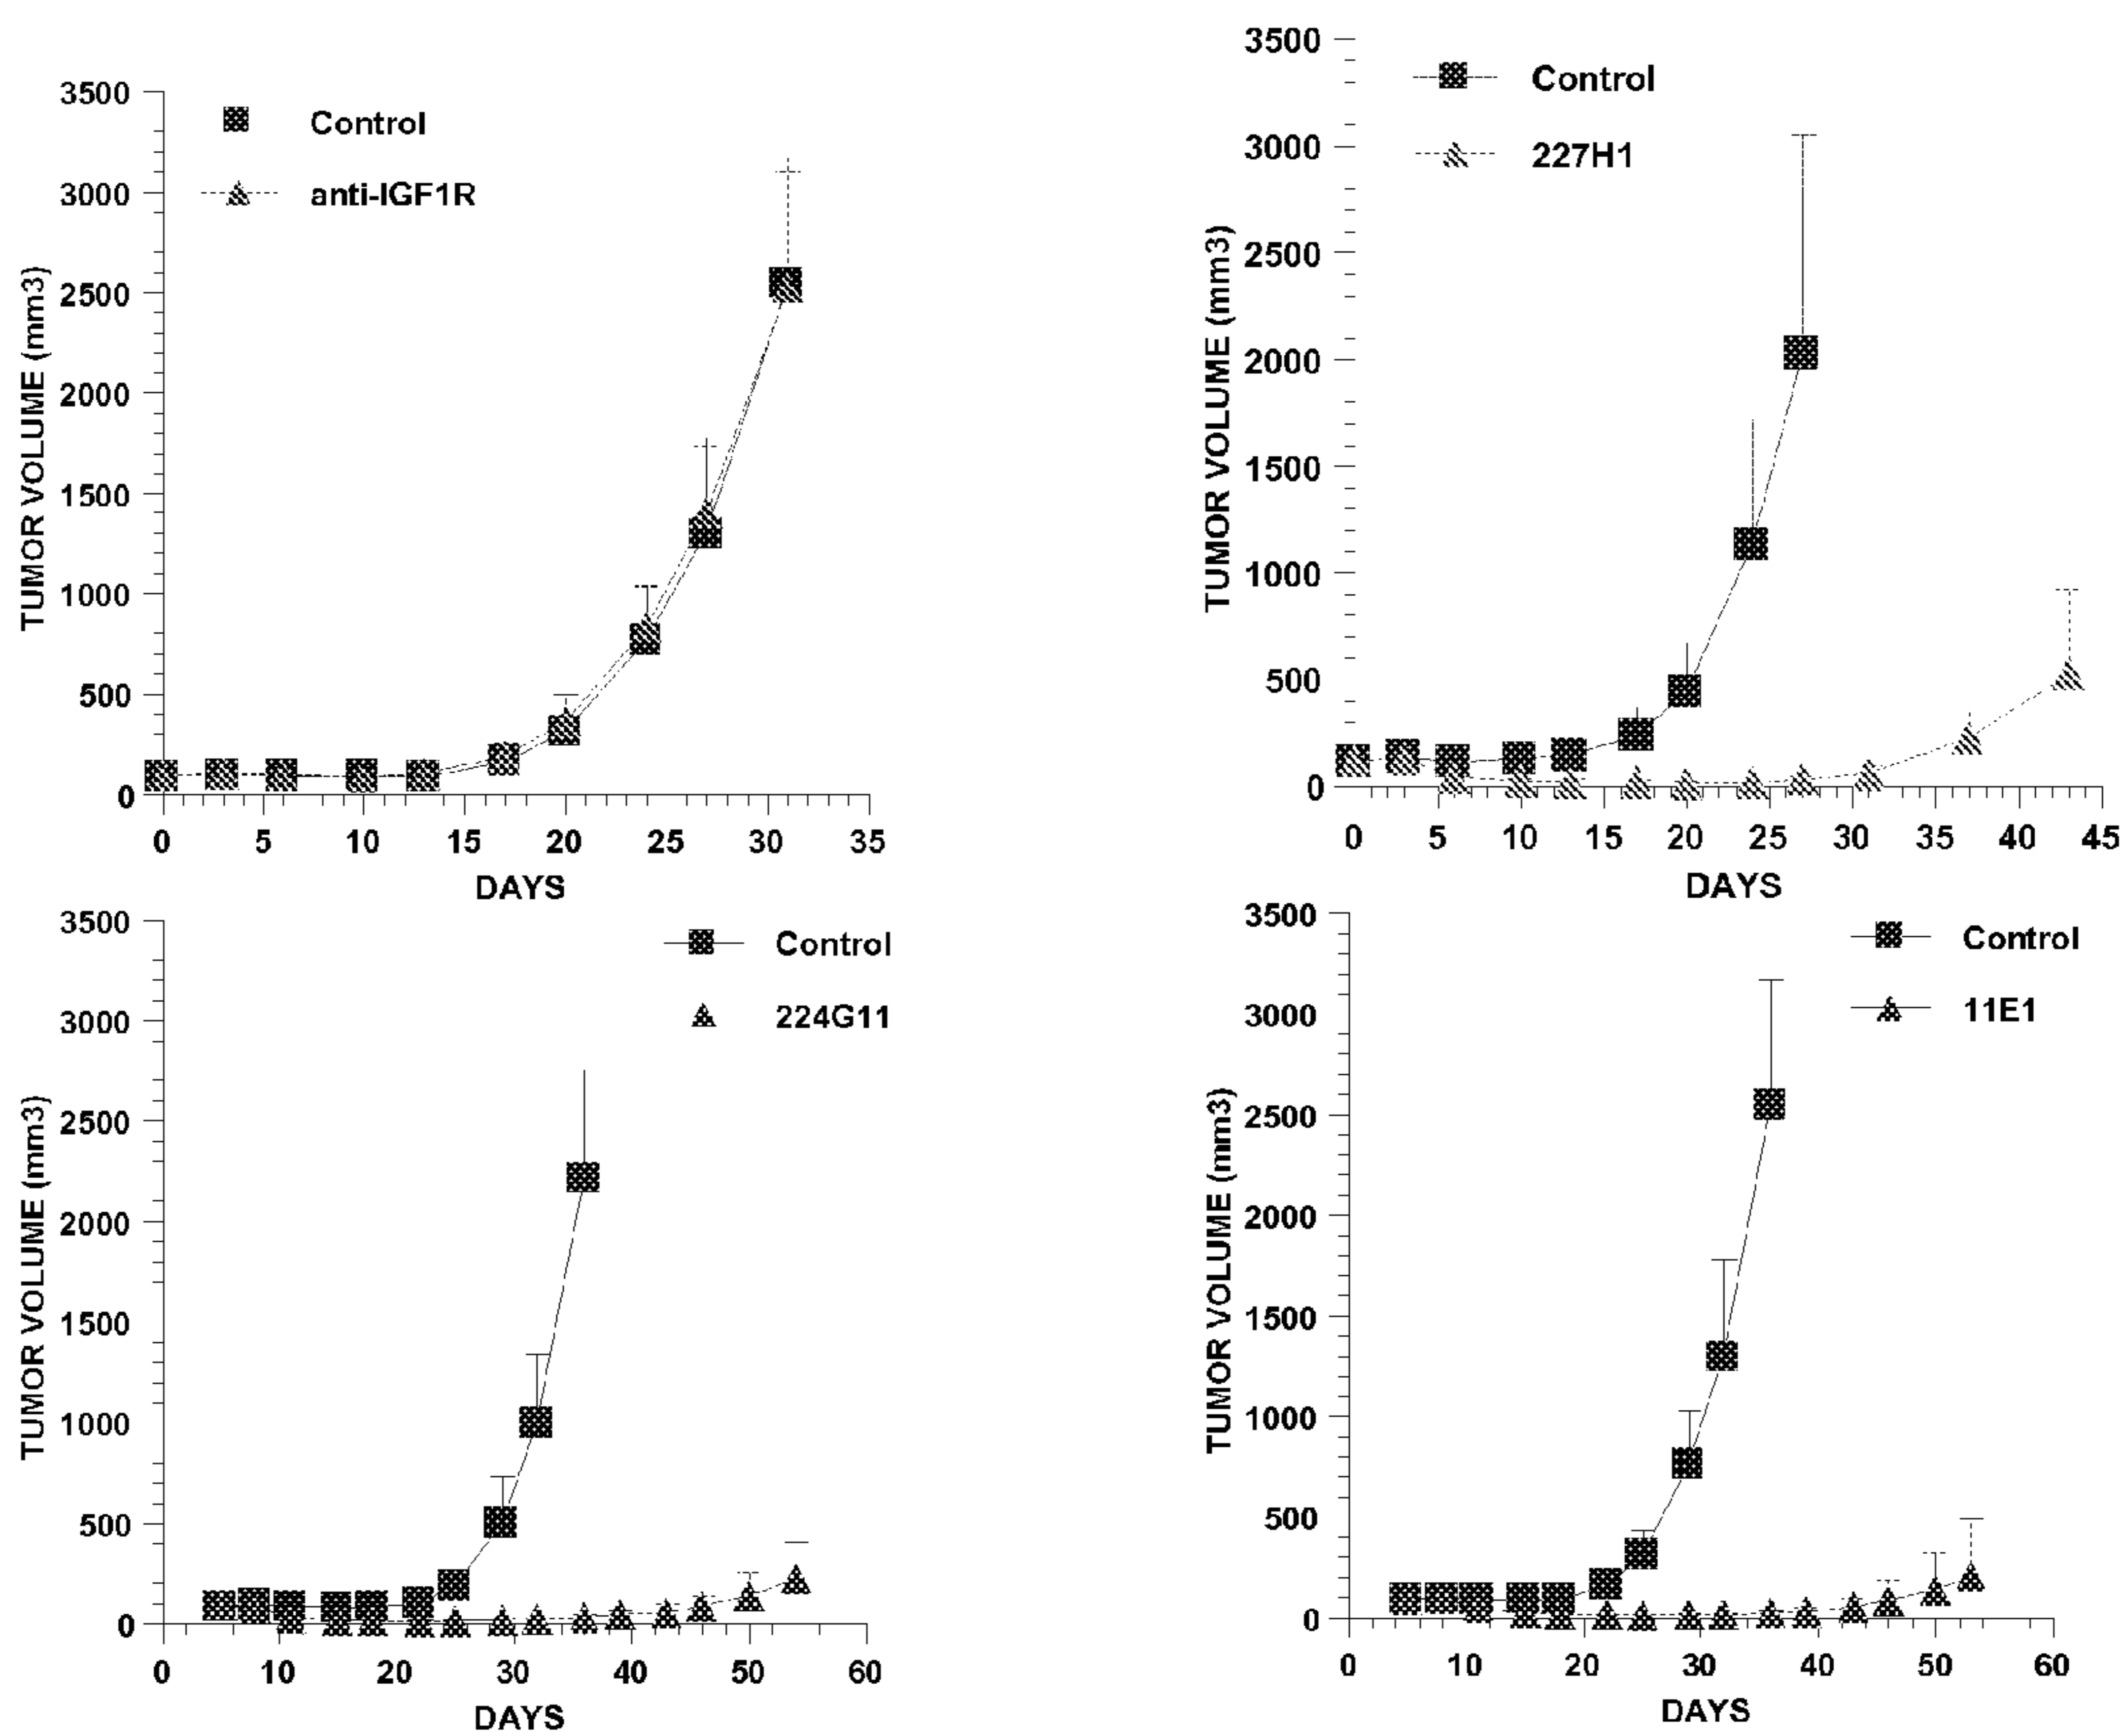 3500
Control
anti-IGF1R
3000
2500
2000
1500
1000
500
0
TUMOR VOLUME (mm3)
0 5 10 15 20 25 30 35
DAYS
3500
Control
3000
227H1
2500
2000
1500
1000
500
0
TUMOR VOLUME (mm3)
0 5 10 15 20 25 30 35 40 45
DAYS
3500
Control
224G11
3000
2500
2000
1500
1000
500
0
TUMOR VOLUME (mm3)
0 10 20 30 40 50 60
DAYS
3500
Control
11E1
3000
2500
2000
1500
1000
500
0
TUMOR VOLUME (mm3)
0 10 20 30 40 50 60
DAYS